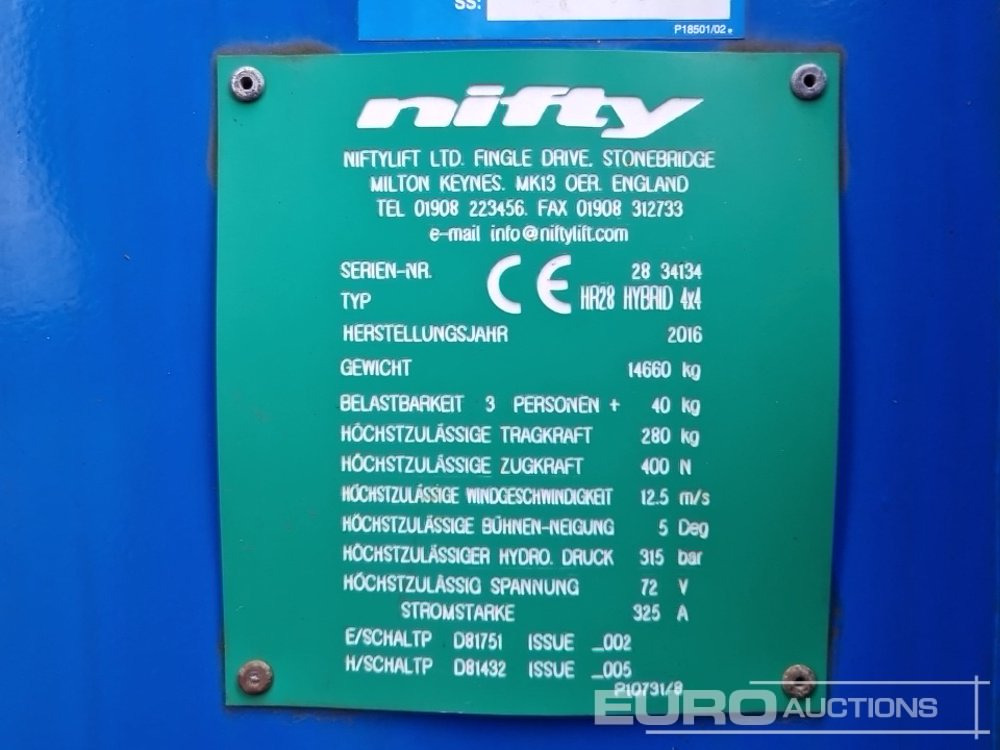 SS:
P18501/02
nifty
NIFTYLIFT LTD. FINGLE DRIVE. STONEBRIDGE
MILTON KEYNES. MK13 OER. ENGLAND
TEL 01908 223456. FAX 01908 312733
e-mail info@niftylift.com
SERIEN-NR. CE 28 34134
TYP HR28 HYBRID 4x4
HERSTELLUNGSJAHR 2016
GEWICHT 14660 kg
BELASTBARKEIT 3 PERSONEN + 40 kg
HÖCHSTZULÄSSIGE TRAGKRAFT 280 kg
HÖCHSTZULÄSSIGE ZUGKRAFT 400 N
HÖCHSTZULÄSSIGE WINDGESCHWINDIGKEIT 12.5 m/s
HÖCHSTZULÄSSIGE BÜHNEN-NEIGUNG 5 Deg
HÖCHSTZULÄSSIGER HYDRO. DRUCK 315 bar
HÖCHSTZULÄSSIG SPANNUNG 72 V
STROMSTARKE 325 A
E/SCHALTP D81751 ISSUE _002
H/SCHALTP D81432 ISSUE _005
P10731/8
EURO AUCTIONS